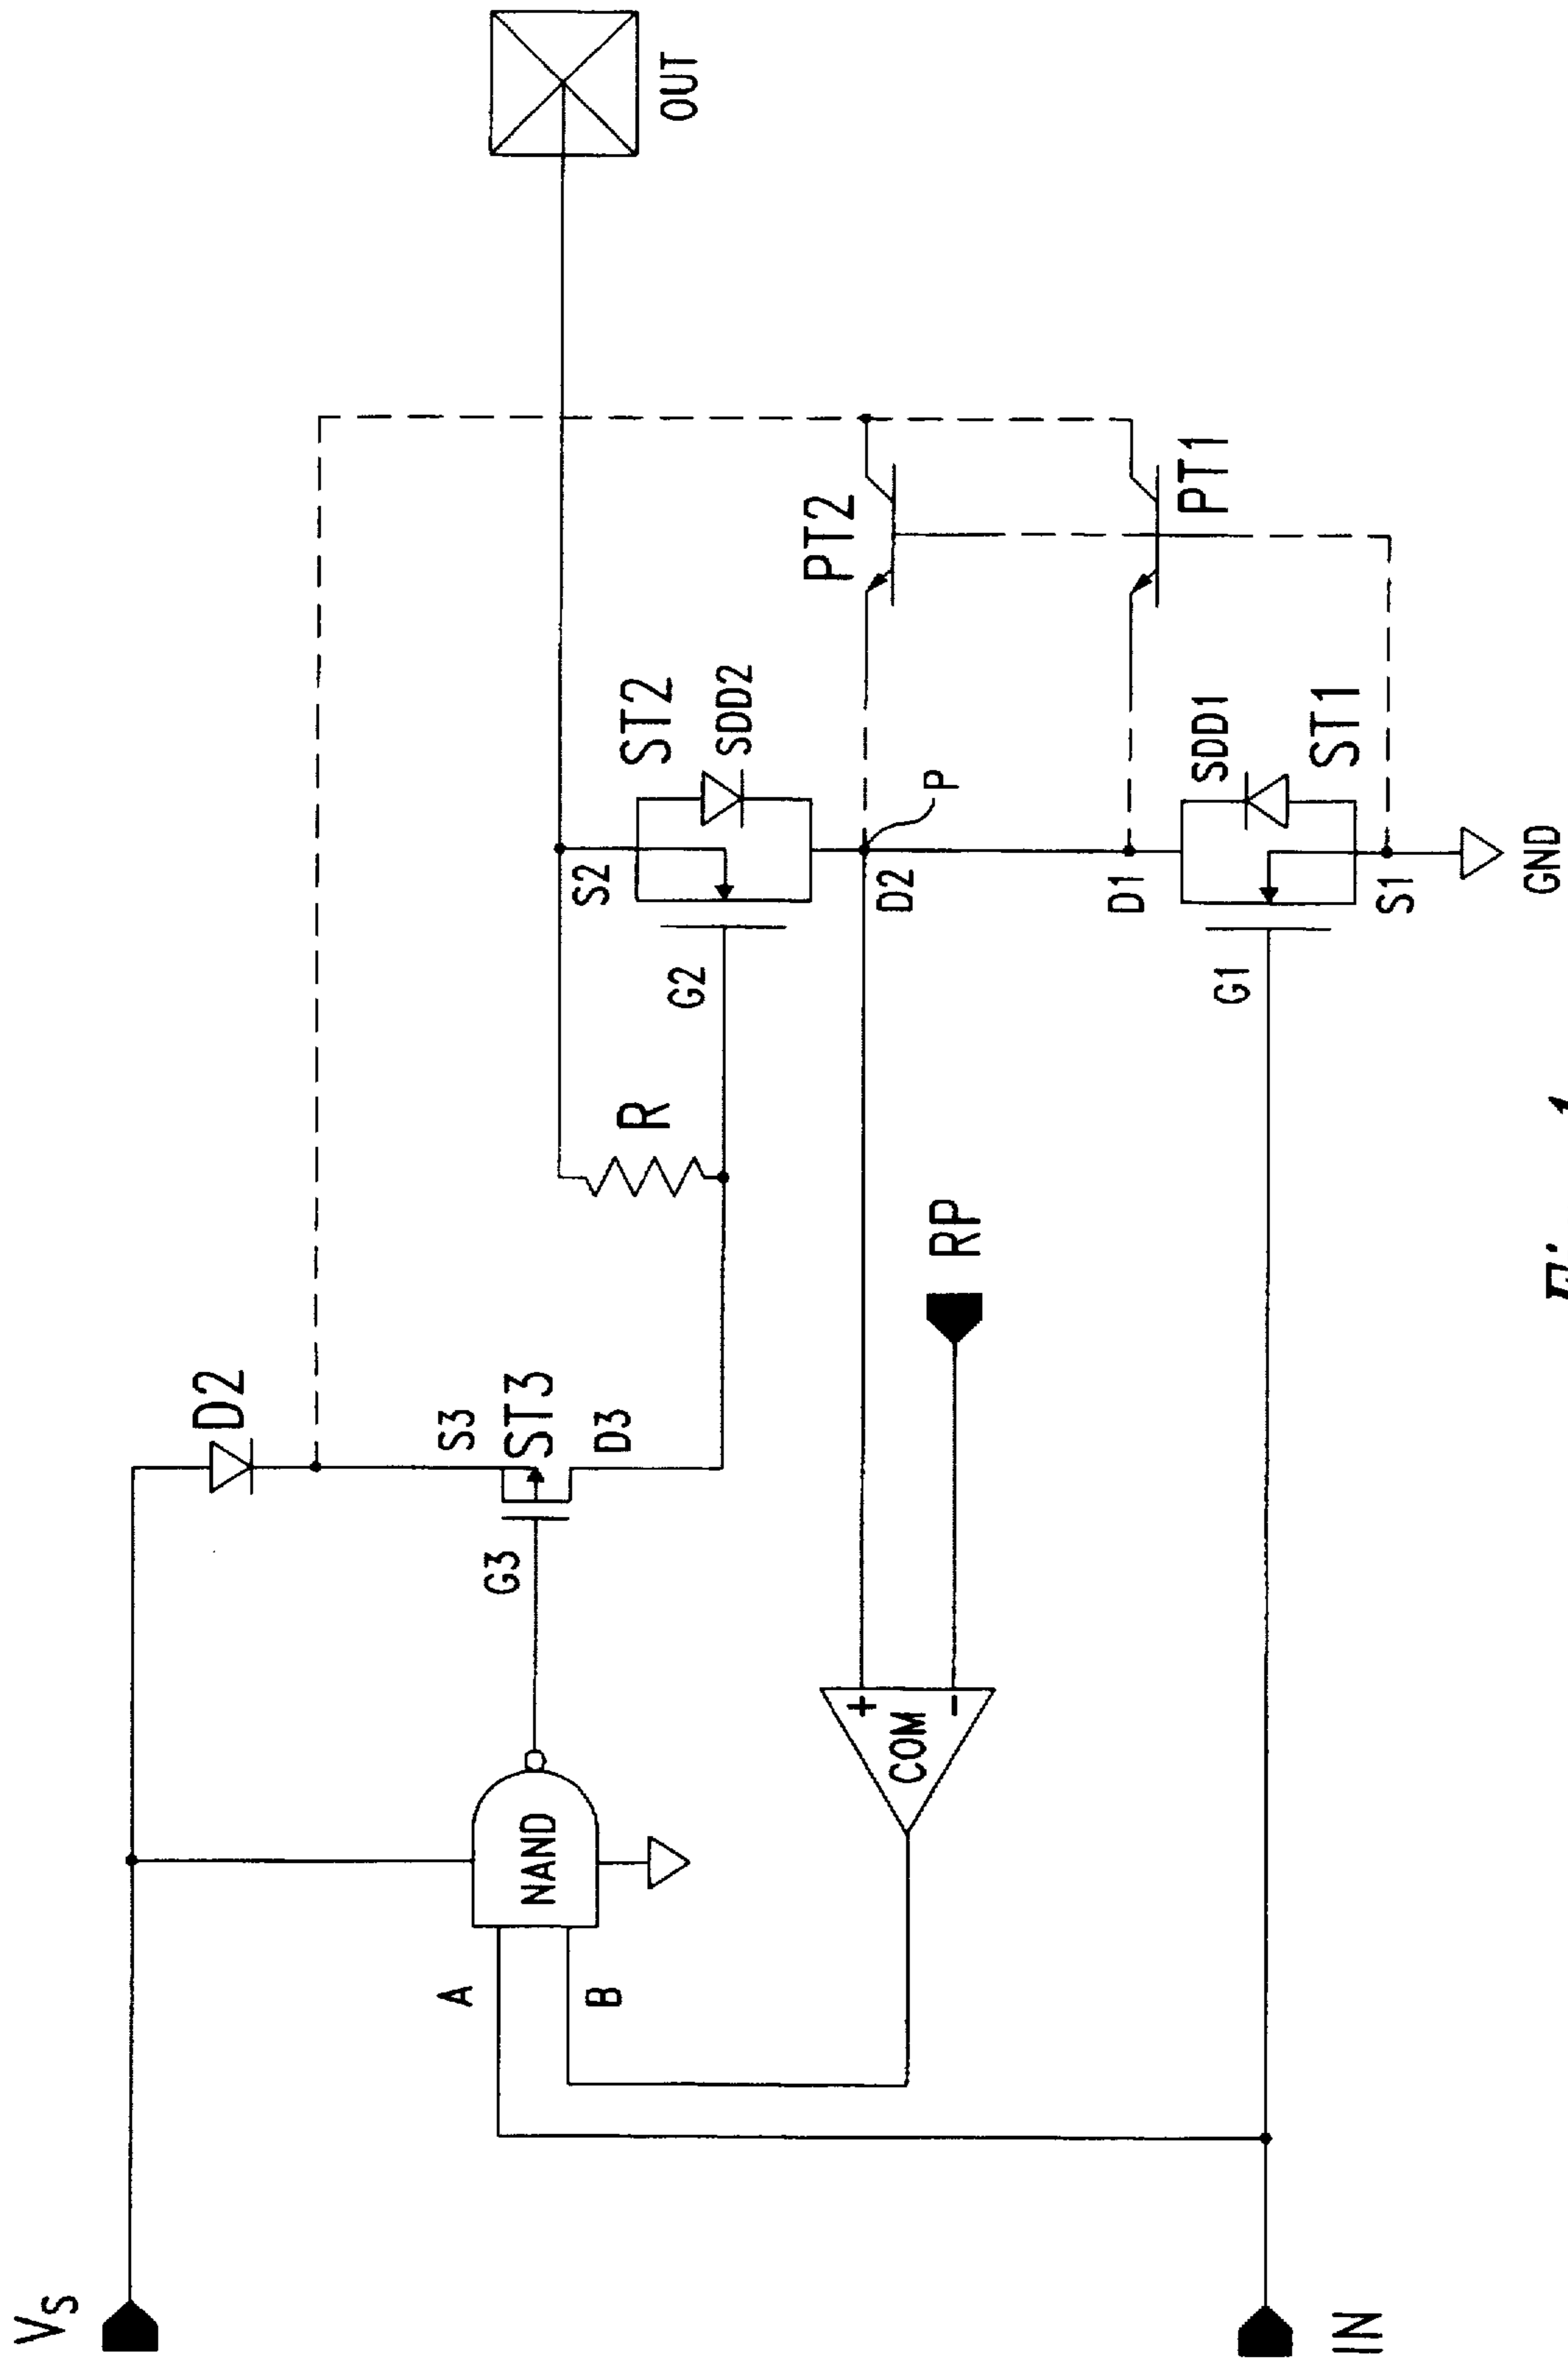 VS
D2
S3
ST3
D3
G3
NAND
A
B
R
G2
S2
ST2
SDD2
OUT
PT2
PT1
P
D2
D1
SDD1
ST1
S1
G1
GND
COM
+
-
RP
IN